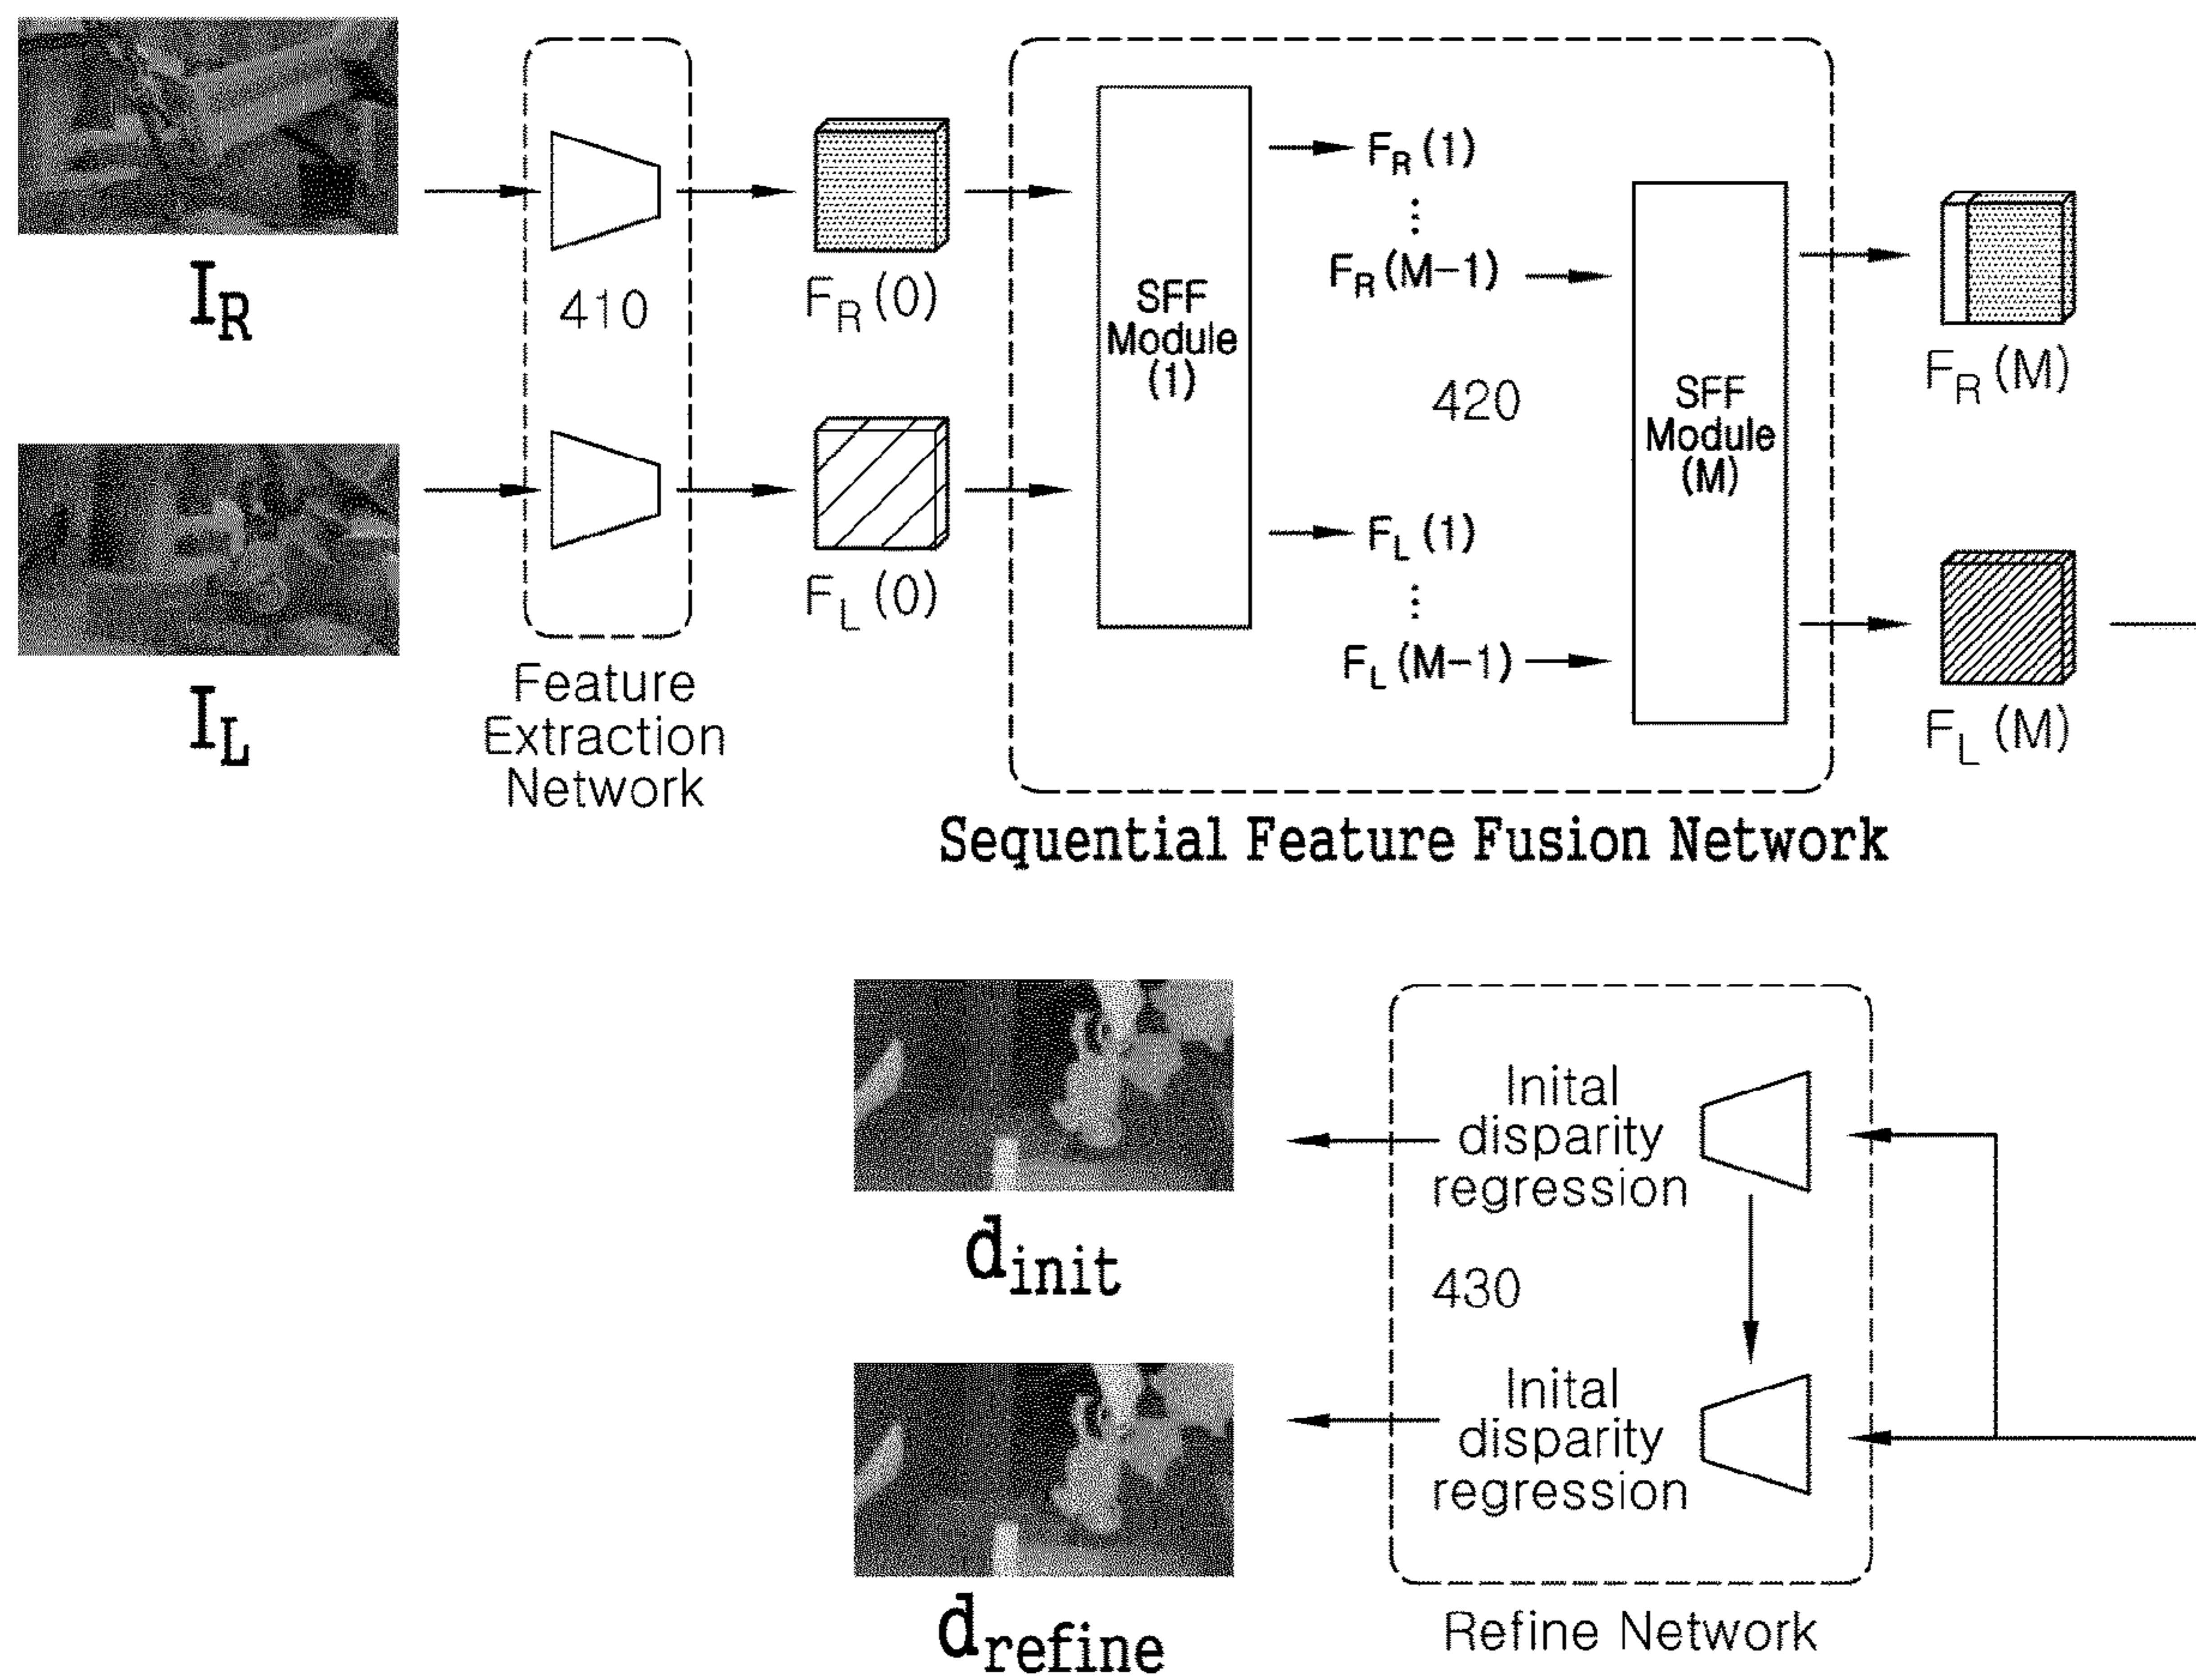 I_R
410
F_R (0)
SFF
Module
(1)
F_R (1)
F_R (M-1)
420
SFF
Module
(M)
F_R (M)
I_L
Feature
Extraction
Network
F_L (0)
F_L (1)
F_L (M-1)
F_L (M)
Sequential Feature Fusion Network
d_init
Inital
disparity
regression
430
Inital
disparity
regression
d_refine
Refine Network